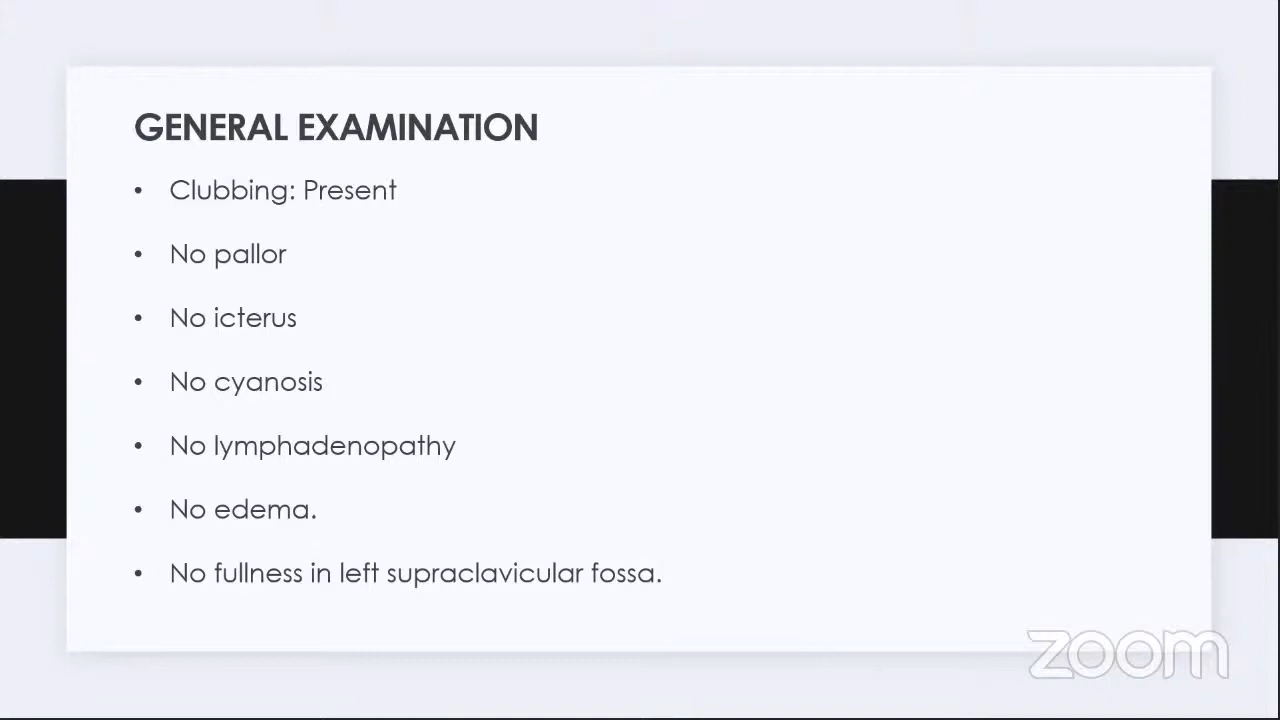 GENERAL EXAMINATION
• Clubbing: Present
• No pallor
• No icterus
• No cyanosis
• No lymphadenopathy
• No edema.
• No fullness in left supraclavicular fossa.
zoom